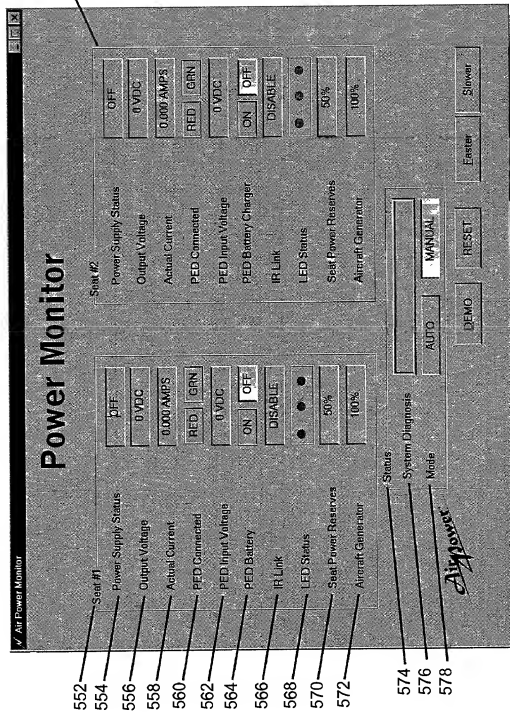 ✓ Air Power Monitor
Power Monitor
Seat #1
Power Supply Status OFF
Output Voltage 0 VDC
Actual Current 0.000 AMPS
PED Connected RED GRN
PED Input Voltage 0 VDC
PED Battery ON OFF
IR Link DISABLE
LED Status
Seat Power Reserves 50%
Aircraft Generator 100%
Seat #2
Power Supply Status OFF
Output Voltage 0 VDC
Actual Current 0.000 AMPS
PED Connected RED GRN
PED Input Voltage 0 VDC
PED Battery Charger ON OFF
IR Link DISABLE
LED Status
Seat Power Reserves 50%
Aircraft Generator 100%
Status
System Diagnosis
Mode AUTO MANUAL
Airpower
DEMO RESET Faster Slower
552
554
556
558
560
562
564
566
568
570
572
574
576
578